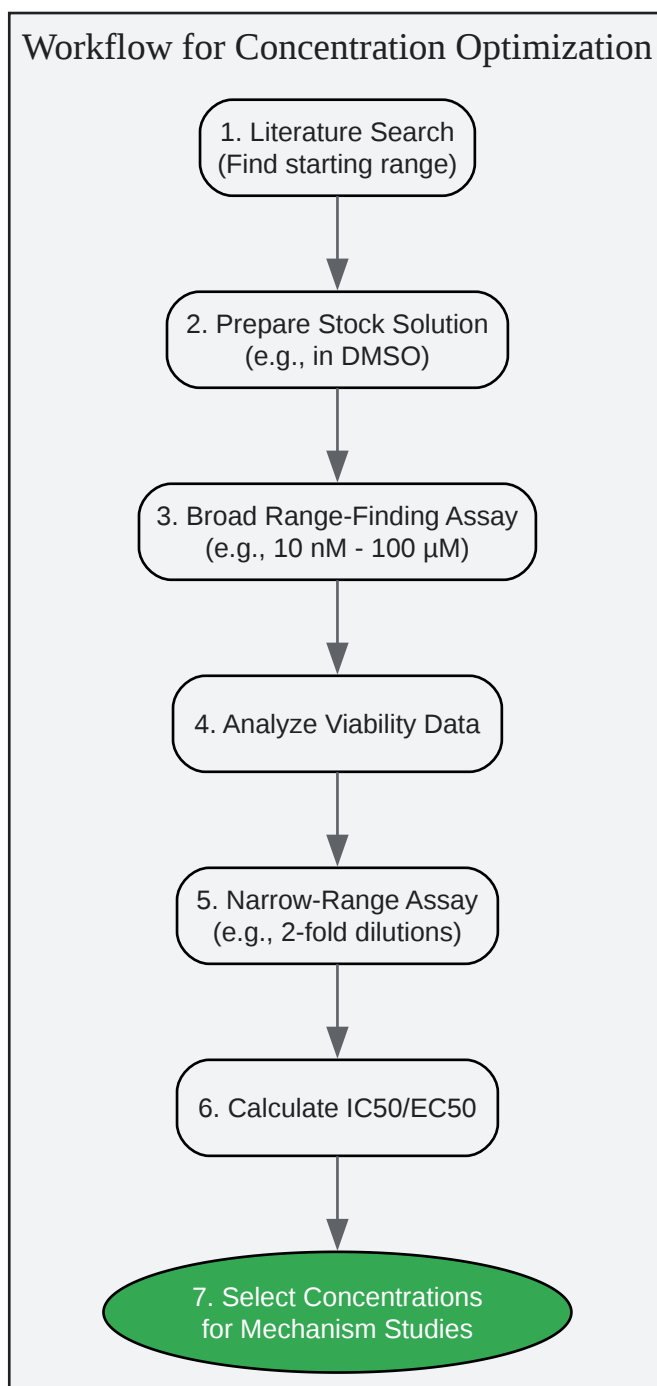 Workflow for Concentration Optimization
1. Literature Search
(Find starting range)
2. Prepare Stock Solution
(e.g., in DMSO)
3. Broad Range-Finding Assay
(e.g., 10 nM - 100 µM)
4. Analyze Viability Data
5. Narrow-Range Assay
(e.g., 2-fold dilutions)
6. Calculate IC50/EC50
7. Select Concentrations
for Mechanism Studies